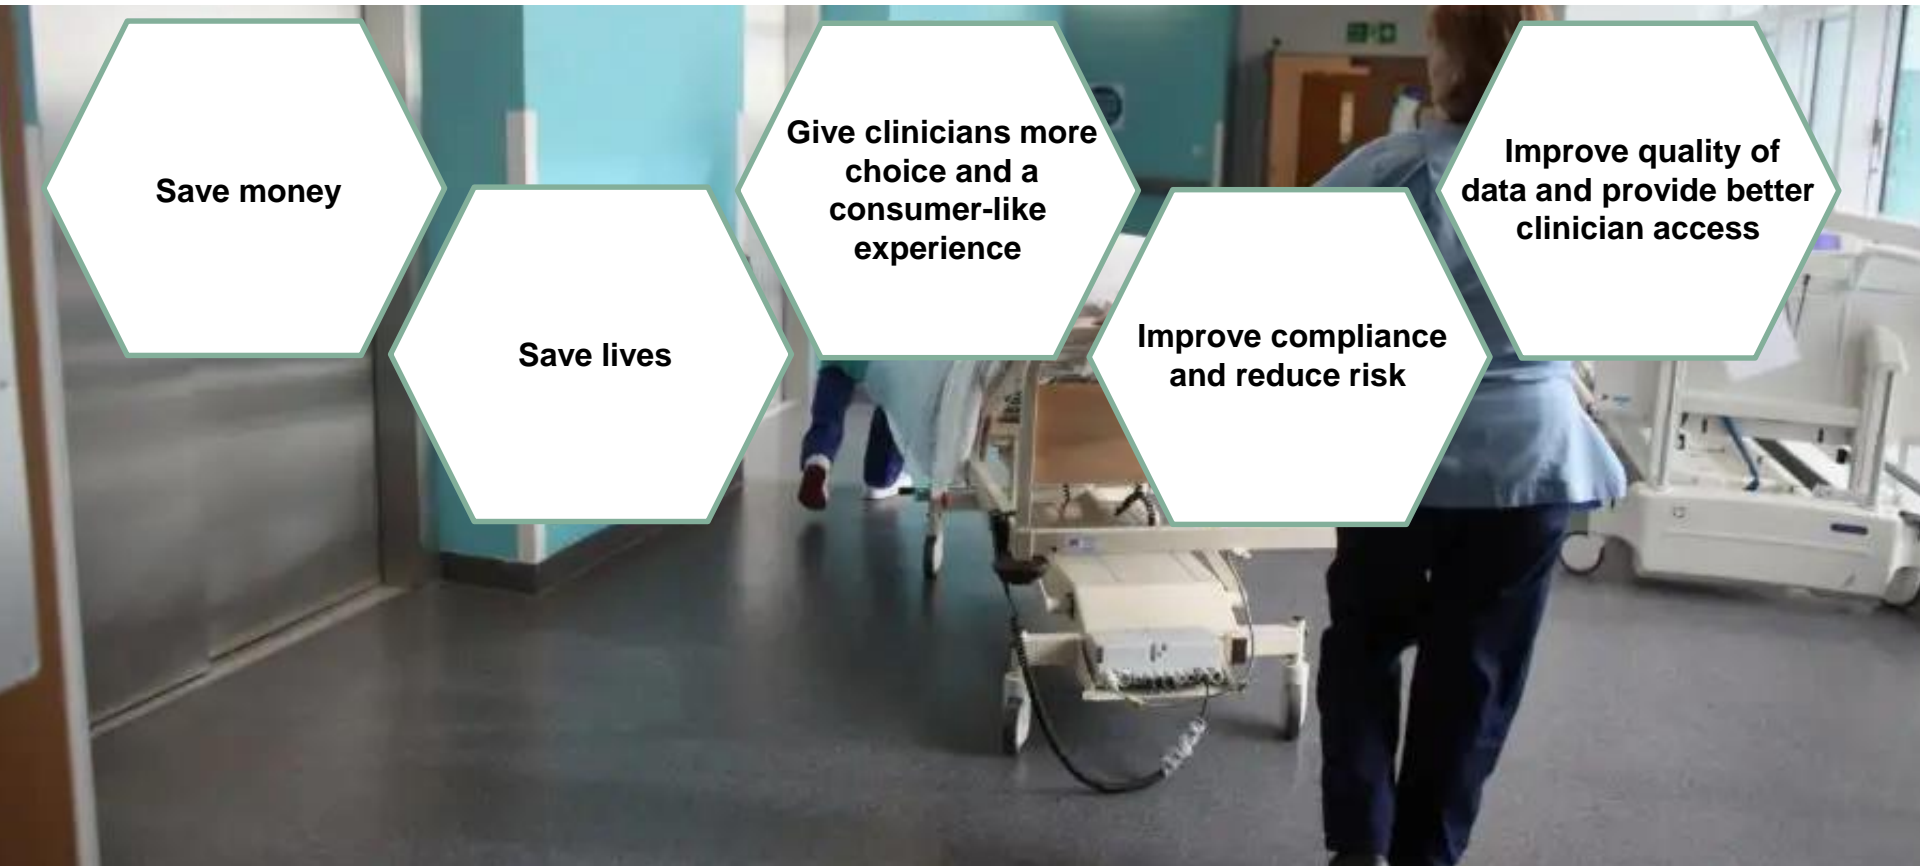 Save money
Save lives
Give clinicians more
choice and a
consumer-like
experience
Improve compliance
and reduce risk
Improve quality of
data and provide better
clinician access